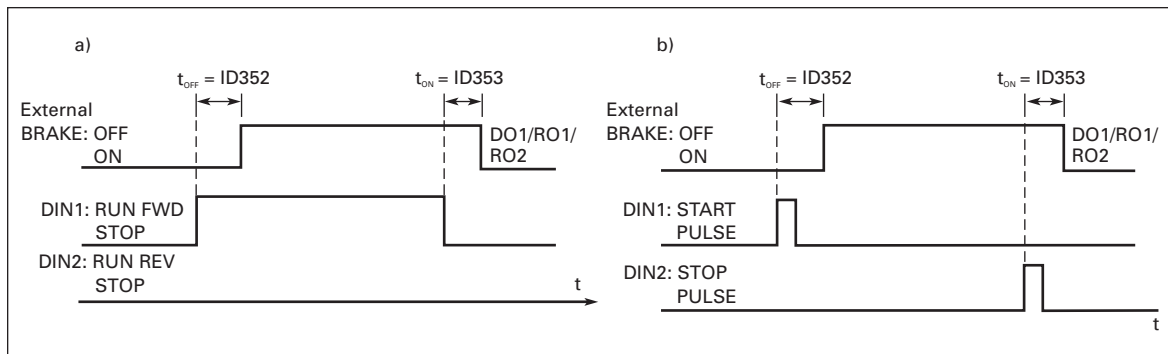 a)
t_OFF = ID352
t_ON = ID353
External
BRAKE: OFF
ON
DO1/RO1/
RO2
DIN1: RUN FWD
STOP
DIN2: RUN REV
STOP
t
b)
t_OFF = ID352
t_ON = ID353
External
BRAKE: OFF
ON
DO1/RO1/
RO2
DIN1: START
PULSE
DIN2: STOP
PULSE
t